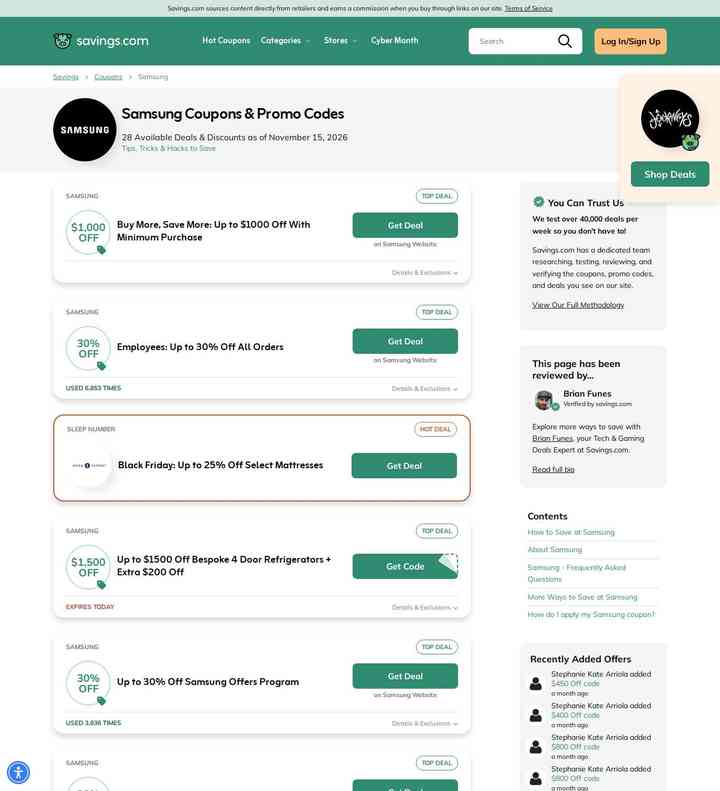 Savings.com sources content directly from retailers and earns a commission when you buy through links on our site. Terms of Service
savings.com
Hot Coupons
Categories
Stores
Cyber Month
Search
Log In/Sign Up
Savings > Coupons > Samsung
SAMSUNG
Samsung Coupons & Promo Codes
28 Available Deals & Discounts as of November 15, 2026
Tips, Tricks & Hacks to Save
Journeys
Shop Deals
SAMSUNG
TOP DEAL
$1,000
OFF
Buy More, Save More: Up to $1000 Off With
Minimum Purchase
Get Deal
on Samsung Website
Details & Exclusions
SAMSUNG
TOP DEAL
30%
OFF
Employees: Up to 30% Off All Orders
Get Deal
on Samsung Website
USED 6,853 TIMES
Details & Exclusions
SLEEP NUMBER
HOT DEAL
Black Friday: Up to 25% Off Select Mattresses
Get Deal
SAMSUNG
TOP DEAL
$1,500
OFF
Up to $1500 Off Bespoke 4 Door Refrigerators +
Extra $200 Off
Get Code
EXPIRES TODAY
Details & Exclusions
SAMSUNG
TOP DEAL
30%
OFF
Up to 30% Off Samsung Offers Program
Get Deal
on Samsung Website
USED 3,836 TIMES
Details & Exclusions
SAMSUNG
TOP DEAL
You Can Trust Us
We test over 40,000 deals per
week so you don't have to!
Savings.com has a dedicated team
researching, testing, reviewing, and
verifying the coupons, promo codes,
and deals you see on our site.
View Our Full Methodology
This page has been
reviewed by...
Brian Funes
Verified by savings.com
Explore more ways to save with
Brian Funes, your Tech & Gaming
Deals Expert at Savings.com.
Read full bio
Contents
How to Save at Samsung
About Samsung
Samsung - Frequently Asked
Questions
More Ways to Save at Samsung
How do I apply my Samsung coupon?
Recently Added Offers
Stephanie Kate Arriola added
$450 Off code
a month ago
Stephanie Kate Arriola added
$400 Off code
a month ago
Stephanie Kate Arriola added
$800 Off code
a month ago
Stephanie Kate Arriola added
$800 Off code
a month ago